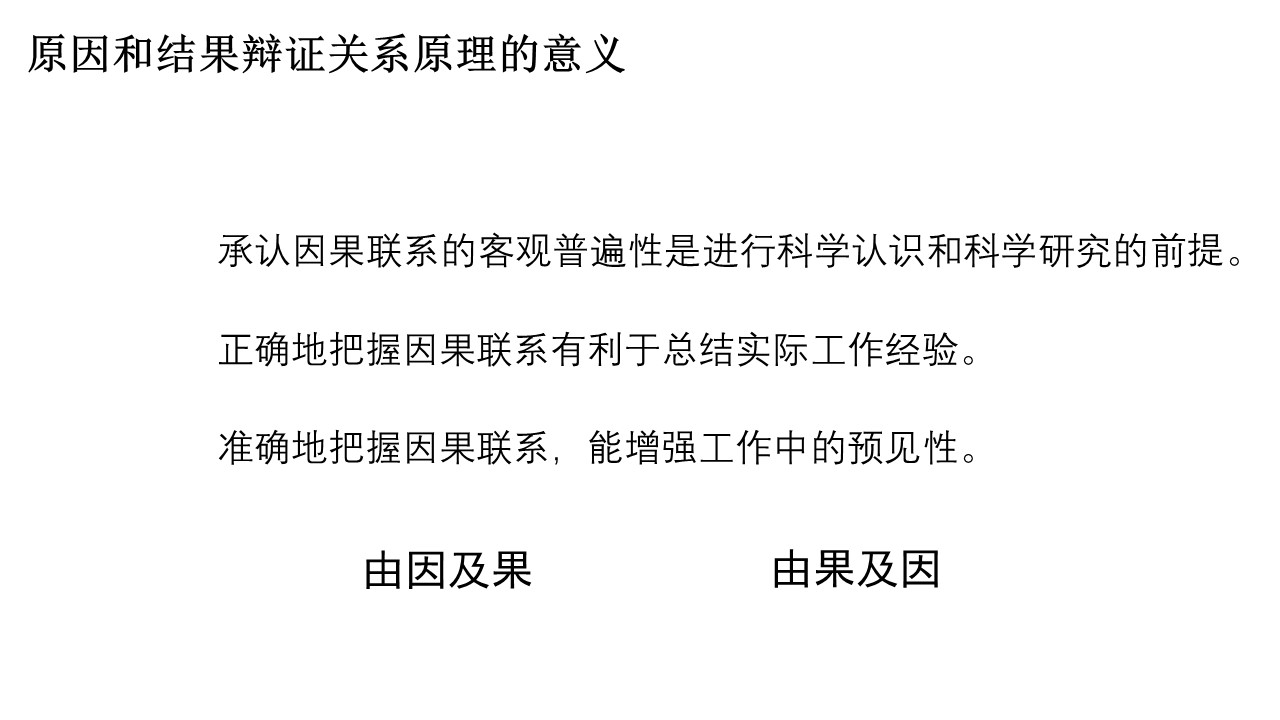 原因和结果辩证关系原理的意义
承认因果联系的客观普遍性是进行科学认识和科学研究的前提。
正确地把握因果联系有利于总结实际工作经验。
准确地把握因果联系，能增强工作中的预见性。
由因及果 由果及因